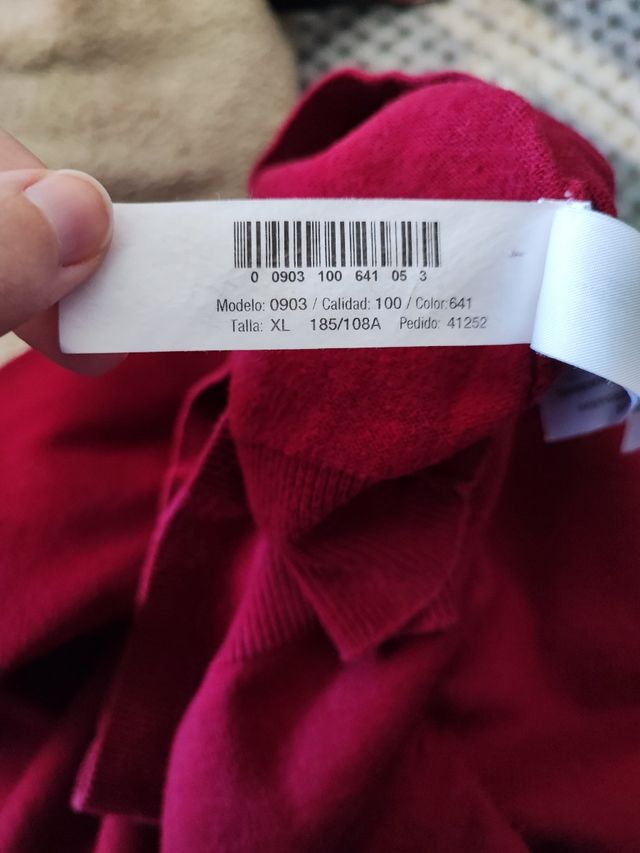 0 0903 100 641 05 3
Modelo: 0903 / Calidad: 100 / Color:641
Talla: XL 185/108A Pedido: 41252